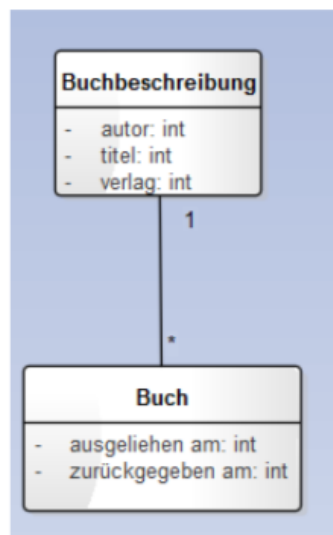 Buchbeschreibung
- autor: int
- titel: int
- verlag: int
1
*
Buch
- ausgeliehen am: int
- zurückgegeben am: int